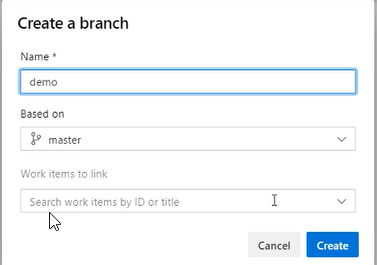 Create a branch
Name *
demo
Based on
master
Work items to link
Search work items by ID or title
Cancel
Create